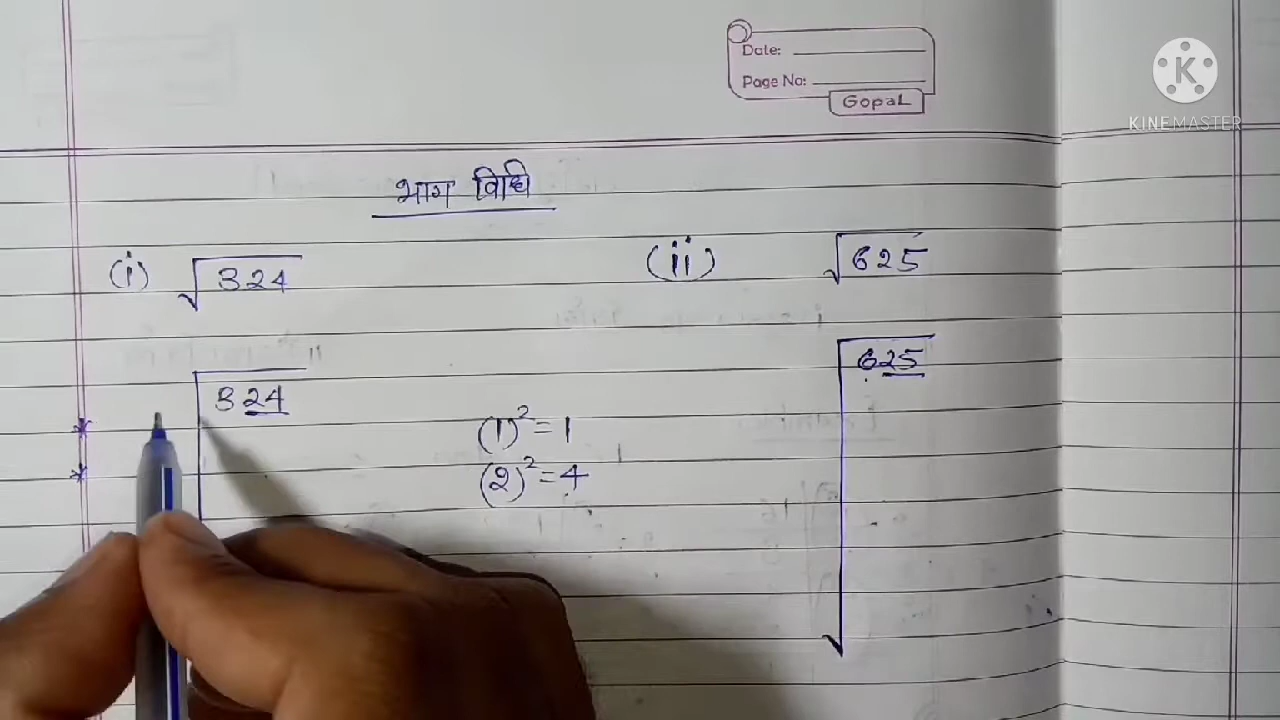 Date:
Page No:
GopaL
KINEMASTER
भाग विधि
(i) √324
(ii) √625
324
625
(1)² = 1
(2)² = 4